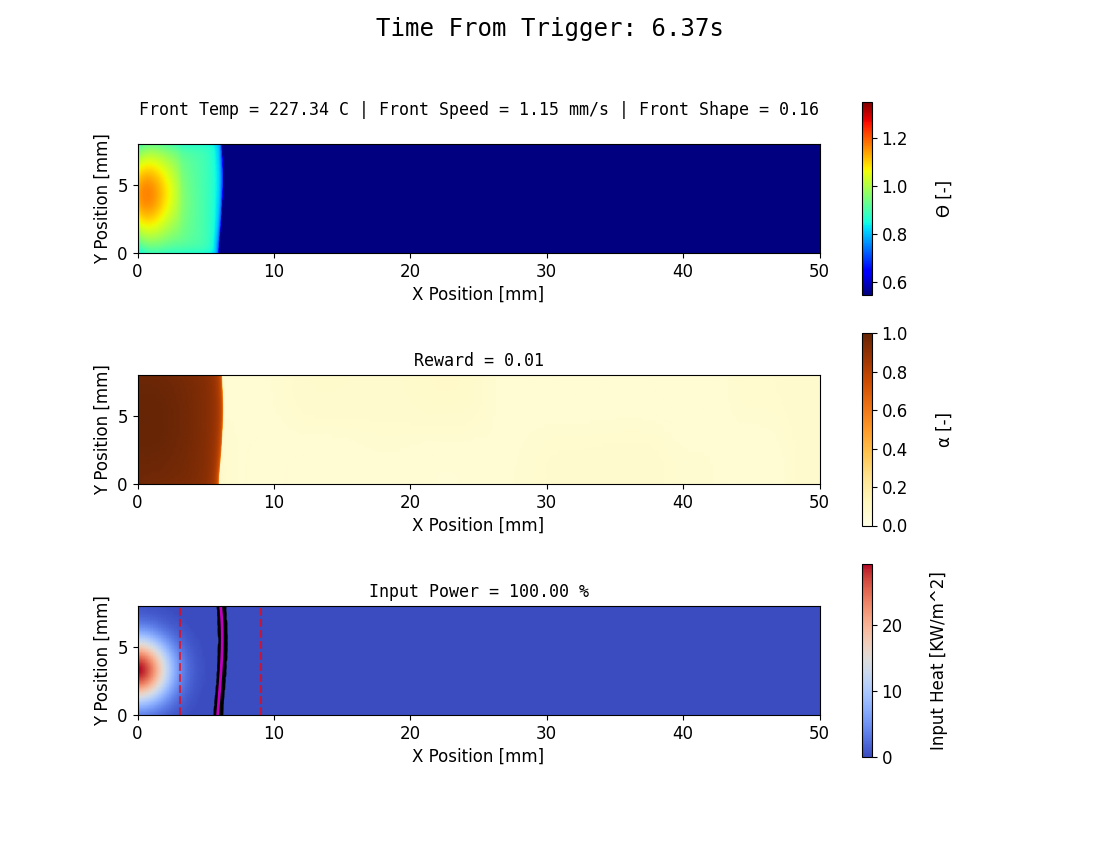 Time From Trigger: 6.37s
Front Temp = 227.34 C | Front Speed = 1.15 mm/s | Front Shape = 0.16
Y Position [mm]
5
0
0 10 20 30 40 50
X Position [mm]
1.2
1.0
0.8
0.6
Θ [-]
Reward = 0.01
Y Position [mm]
5
0
0 10 20 30 40 50
X Position [mm]
1.0
0.8
0.6
0.4
0.2
0.0
α [-]
Input Power = 100.00 %
Y Position [mm]
5
0
0 10 20 30 40 50
X Position [mm]
20
10
0
Input Heat [KW/m^2]